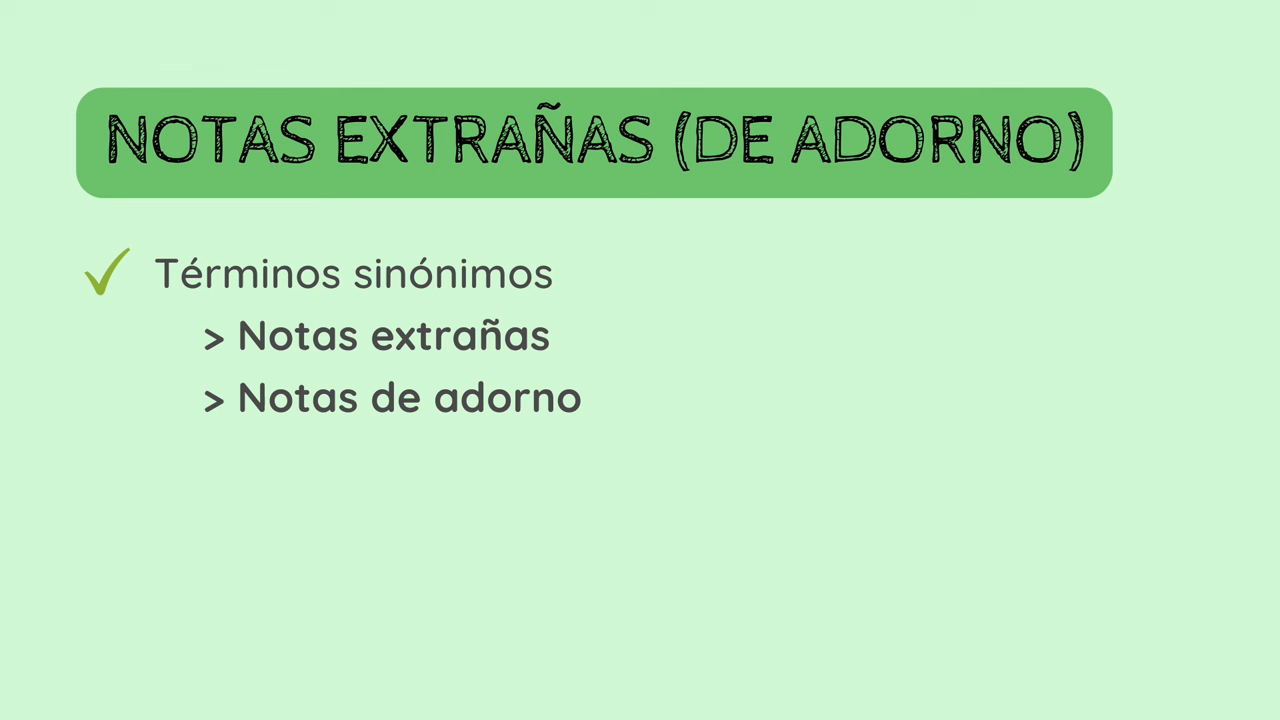 NOTAS EXTRAÑAS (DE ADORNO)
Términos sinónimos
> Notas extrañas
> Notas de adorno